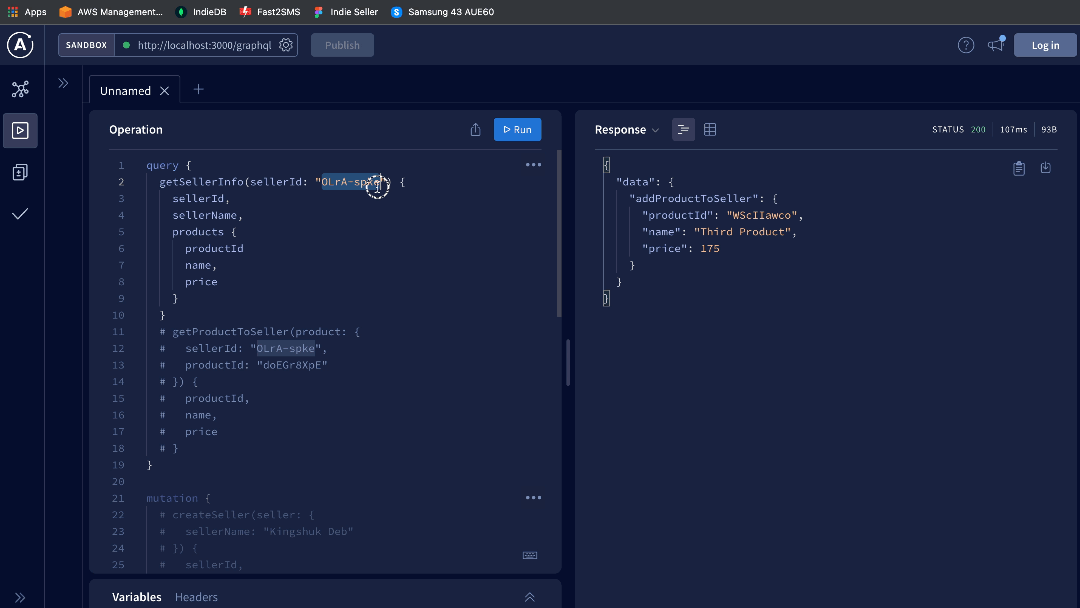 Apps AWS Management... IndieDB Fast2SMS Indie Seller S Samsung 43 AUE60
A SANDBOX http://localhost:3000/graphql Publish ? Log in
Unnamed
Operation Run
1 query {
2 getSellerInfo(sellerId: "OLrA-spke") {
3 sellerId,
4 sellerName,
5 products {
6 productId
7 name,
8 price
9 }
10 }
11 # getProductToSeller(product: {
12 # sellerId: "OLrA-spke",
13 # productId: "doEGr8XpE"
14 # }) {
15 # productId,
16 # name,
17 # price
18 # }
19 }
20
21 mutation {
22 # createSeller(seller: {
23 # sellerName: "Kingshuk Deb"
24 # }) {
25 # sellerId,
Variables Headers
Response STATUS 200 107ms 93B
{
"data": {
"addProductToSeller": {
"productId": "WScIIawco",
"name": "Third Product",
"price": 175
}
}
}